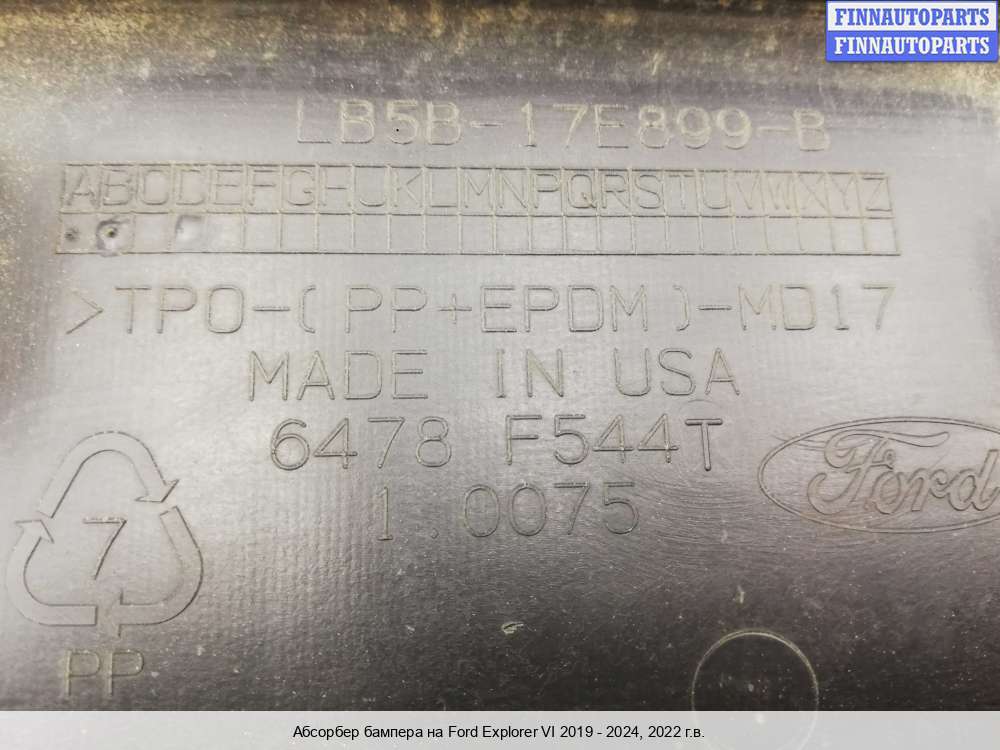 FINNAUTOPARTS
FINNAUTOPARTS
LB5B-17E899-B
ABCDEFGHJKLMNPQRSTUVWXYZ
>TPO-(PP+EPDM)-MD17
MADE IN USA
6478 F544T
1.0075
Ford
7
PP
Абсорбер бампера на Ford Explorer VI 2019 - 2024, 2022 г.в.